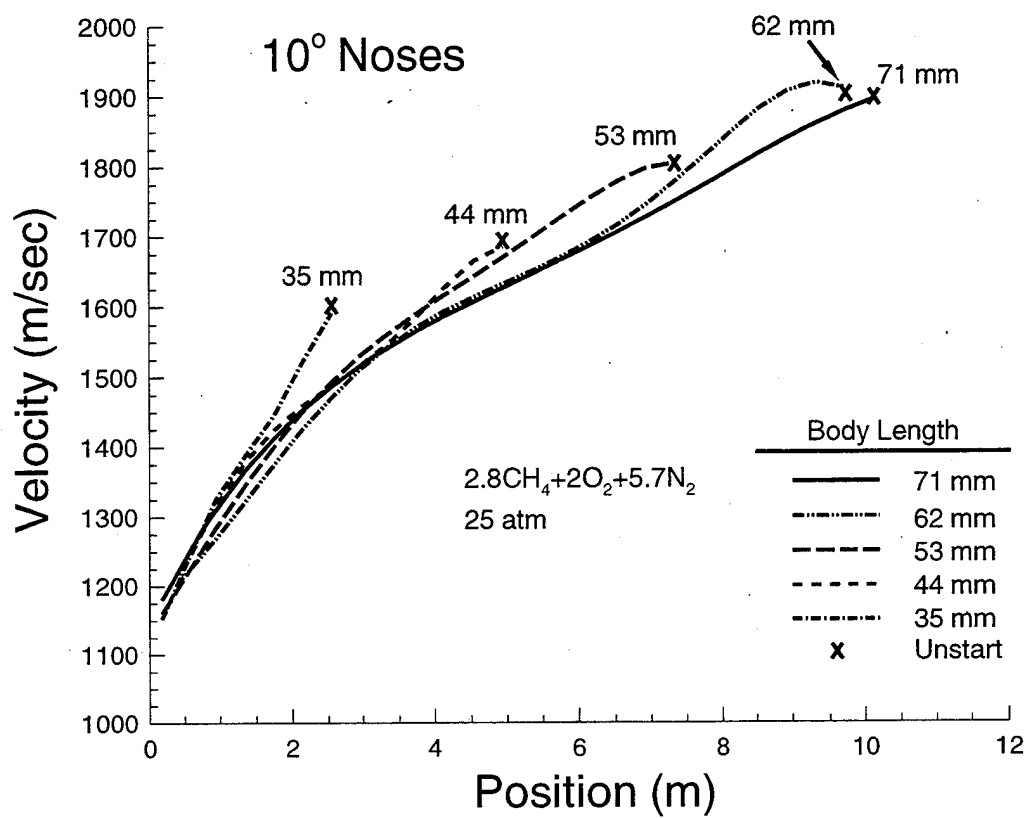 10° Noses
62 mm
71 mm
53 mm
44 mm
35 mm
2000
1900
1800
1700
1600
1500
1400
1300
1200
1100
1000
Velocity (m/sec)
2.8CH₄+2O₂+5.7N₂
25 atm
Body Length
71 mm
62 mm
53 mm
44 mm
35 mm
x Unstart
0 2 4 6 8 10 12
Position (m)